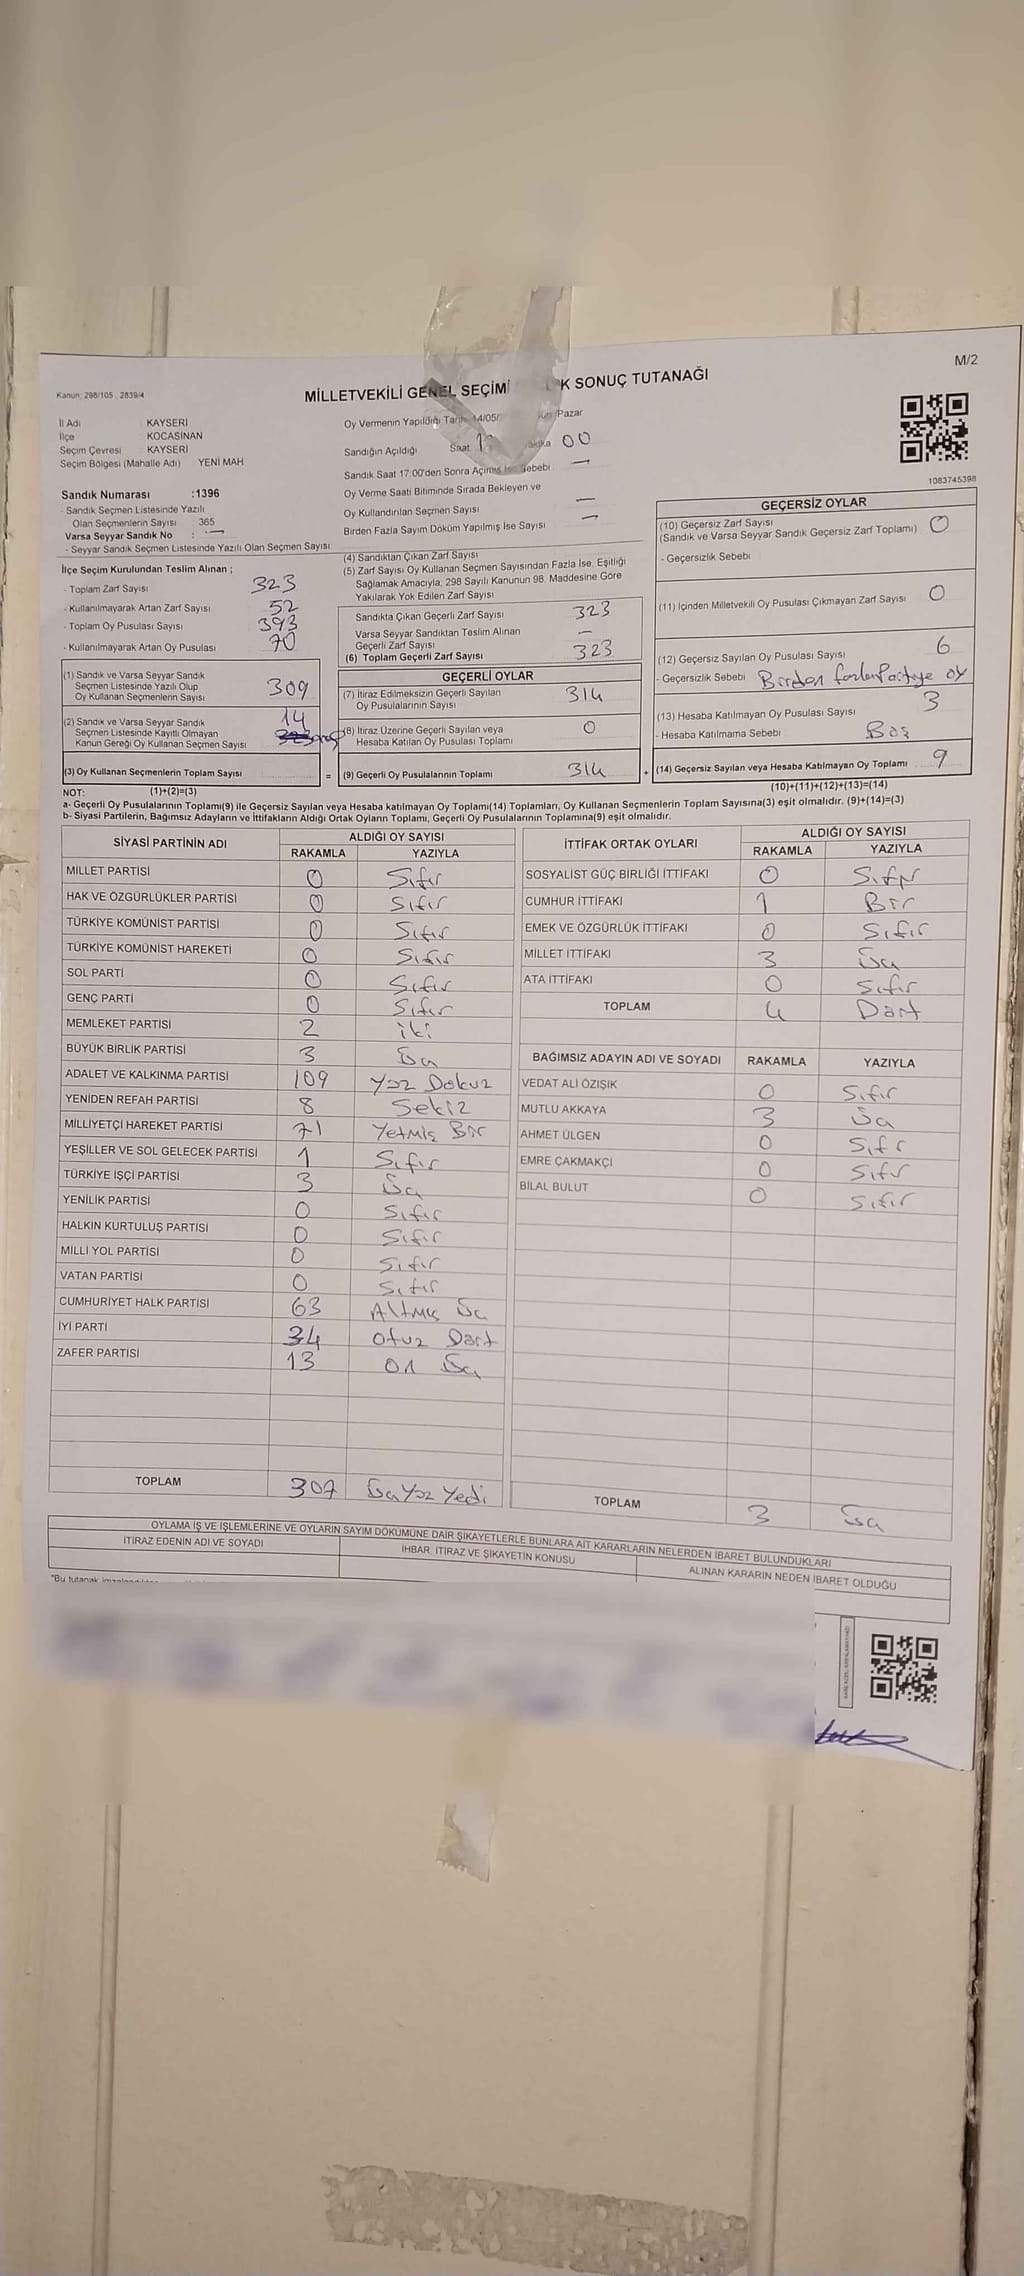 M/2
Kanun: 298/105 , 2839/4
MİLLETVEKİLİ GENEL SEÇİMİ K SONUÇ TUTANAĞI
İl Adı : KAYSERİ
İlçe : KOCASİNAN
Seçim Çevresi : KAYSERİ
Seçim Bölgesi (Mahalle Adı) : YENİ MAH
Sandık Numarası :1396
- Sandık Seçmen Listesinde Yazılı
Olan Seçmenlerin Sayısı : 365
Varsa Seyyar Sandık No : —
- Seyyar Sandık Seçmen Listesinde Yazılı Olan Seçmen Sayısı:
Oy Vermenin Yapıldığı Tarih 14/05/ Pazar
Sandığın Açıldığı Saat: 00
Sandık Saat 17:00'den Sonra Açılmış İse Sebebi —
Oy Verme Saati Bitiminde Sırada Bekleyen ve
Oy Kullandırılan Seçmen Sayısı —
Birden Fazla Sayım Döküm Yapılmış İse Sayısı —
1083745398
İlçe Seçim Kurulundan Teslim Alınan ;
- Toplam Zarf Sayısı 323
- Kullanılmayarak Artan Zarf Sayısı 52
- Toplam Oy Pusulası Sayısı 393
- Kullanılmayarak Artan Oy Pusulası 70
(1) Sandık ve Varsa Seyyar Sandık
Seçmen Listesinde Yazılı Olup
Oy Kullanan Seçmenlerin Sayısı 309
(2) Sandık ve Varsa Seyyar Sandık
Seçmen Listesinde Kayıtlı Olmayan
Kanun Gereği Oy Kullanan Seçmen Sayısı 14
(3) Oy Kullanan Seçmenlerin Toplam Sayısı =
(4) Sandıktan Çıkan Zarf Sayısı
(5) Zarf Sayısı Oy Kullanan Seçmen Sayısından Fazla İse, Eşitliği
Sağlamak Amacıyla, 298 Sayılı Kanunun 98. Maddesine Göre
Yakılarak Yok Edilen Zarf Sayısı
Sandıkta Çıkan Geçerli Zarf Sayısı 323
Varsa Seyyar Sandıktan Teslim Alınan
Geçerli Zarf Sayısı —
(6) Toplam Geçerli Zarf Sayısı 323
GEÇERLİ OYLAR
(7) İtiraz Edilmeksizin Geçerli Sayılan
Oy Pusulalarının Sayısı 314
(8) İtiraz Üzerine Geçerli Sayılan veya
Hesaba Katılan Oy Pusulası Toplamı 0
(9) Geçerli Oy Pusulalarının Toplamı 314 +
GEÇERSİZ OYLAR
(10) Geçersiz Zarf Sayısı
(Sandık ve Varsa Seyyar Sandık Geçersiz Zarf Toplamı) 0
- Geçersizlik Sebebi
(11) İçinden Milletvekili Oy Pusulası Çıkmayan Zarf Sayısı 0
(12) Geçersiz Sayılan Oy Pusulası Sayısı 6
- Geçersizlik Sebebi Birden fazla Partiye oy
(13) Hesaba Katılmayan Oy Pusulası Sayısı 3
- Hesaba Katılmama Sebebi Boş
(14) Geçersiz Sayılan veya Hesaba Katılmayan Oy Toplamı 9
NOT: (1)+(2)=(3)
(10)+(11)+(12)+(13)=(14)
a- Geçerli Oy Pusulalarının Toplamı(9) ile Geçersiz Sayılan veya Hesaba katılmayan Oy Toplamı(14) Toplamları, Oy Kullanan Seçmenlerin Toplam Sayısına(3) eşit olmalıdır. (9)+(14)=(3)
b- Siyasi Partilerin, Bağımsız Adayların ve İttifakların Aldığı Ortak Oyların Toplamı, Geçerli Oy Pusulalarının Toplamına(9) eşit olmalıdır.
SİYASİ PARTİNİN ADI ALDIĞI OY SAYISI
RAKAMLA YAZIYLA
MİLLET PARTİSİ 0 Sıfır
HAK VE ÖZGÜRLÜKLER PARTİSİ 0 Sıfır
TÜRKİYE KOMÜNİST PARTİSİ 0 Sıfır
TÜRKİYE KOMÜNİST HAREKETİ 0 Sıfır
SOL PARTİ 0 Sıfır
GENÇ PARTİ 0 Sıfır
MEMLEKET PARTİSİ 2 iki
BÜYÜK BİRLİK PARTİSİ 3 Üç
ADALET VE KALKINMA PARTİSİ 109 Yüz Dokuz
YENİDEN REFAH PARTİSİ 8 Sekiz
MİLLİYETÇİ HAREKET PARTİSİ 71 Yetmiş Bir
YEŞİLLER VE SOL GELECEK PARTİSİ 1 Sıfır
TÜRKİYE İŞÇİ PARTİSİ 3 Üç
YENİLİK PARTİSİ 0 Sıfır
HALKIN KURTULUŞ PARTİSİ 0 Sıfır
MİLLİ YOL PARTİSİ 0 Sıfır
VATAN PARTİSİ 0 Sıfır
CUMHURİYET HALK PARTİSİ 63 Altmış Üç
İYİ PARTİ 34 Otuz Dört
ZAFER PARTİSİ 13 On Üç
TOPLAM 307 Üç Yüz Yedi
İTTİFAK ORTAK OYLARI ALDIĞI OY SAYISI
RAKAMLA YAZIYLA
SOSYALİST GÜÇ BİRLİĞİ İTTİFAKI 0 Sıfır
CUMHUR İTTİFAKI 1 Bir
EMEK VE ÖZGÜRLÜK İTTİFAKI 0 Sıfır
MİLLET İTTİFAKI 3 Üç
ATA İTTİFAKI 0 Sıfır
TOPLAM 4 Dört
BAĞIMSIZ ADAYIN ADI VE SOYADI RAKAMLA YAZIYLA
VEDAT ALİ ÖZIŞIK 0 Sıfır
MUTLU AKKAYA 3 Üç
AHMET ÜLGEN 0 Sıfır
EMRE ÇAKMAKÇI 0 Sıfır
BİLAL BULUT 0 Sıfır
TOPLAM 3 Üç
OYLAMA İŞ VE İŞLEMLERİNE VE OYLARIN SAYIM DÖKÜMÜNE DAİR ŞİKAYETLERLE BUNLARA AİT KARARLARIN NELERDEN İBARET BULUNDUKLARI
İTİRAZ EDENİN ADI VE SOYADI İHBAR, İTİRAZ VE ŞİKAYETİN KONUSU ALINAN KARARIN NEDEN İBARET OLDUĞU
*Bu tutanak